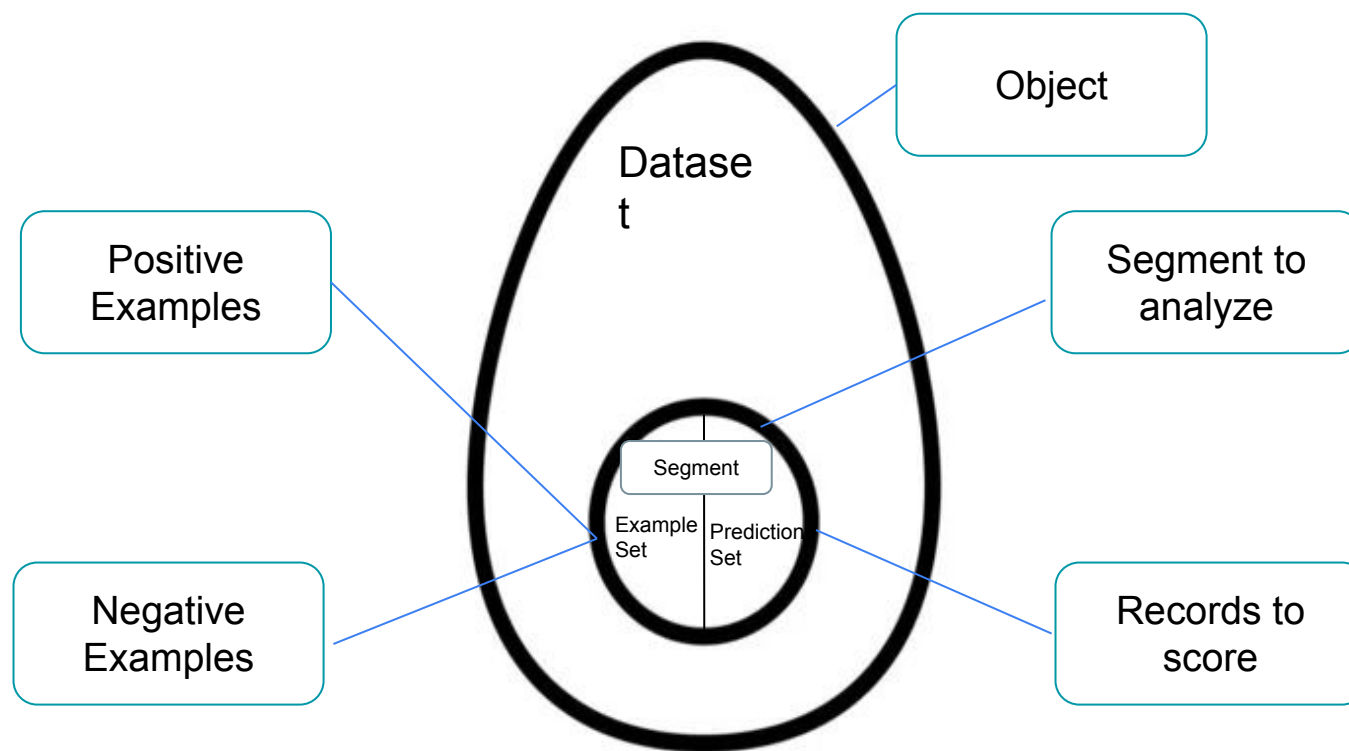 Object
Datase
t
Positive
Examples
Segment to
analyze
Segment
Example
Set
Prediction
Set
Negative
Examples
Records to
score